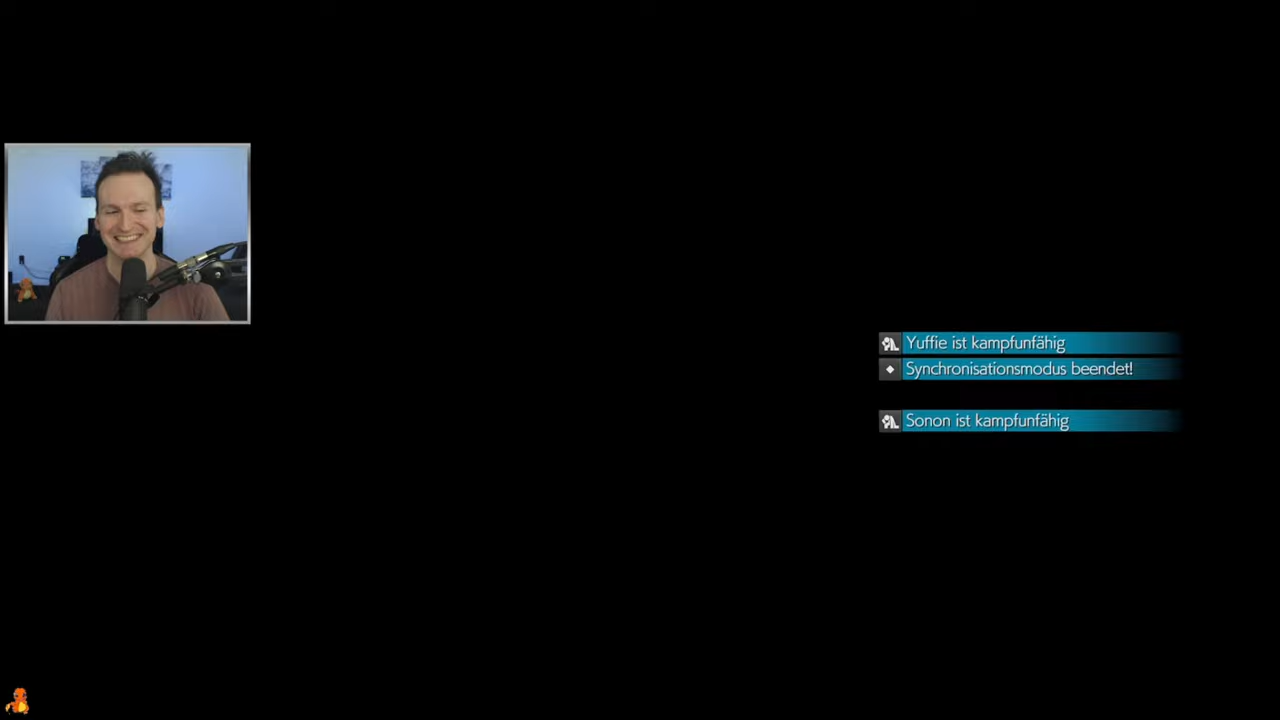 Yuffie ist kampfunfähig
Synchronisationsmodus beendet!
Sonon ist kampfunfähig